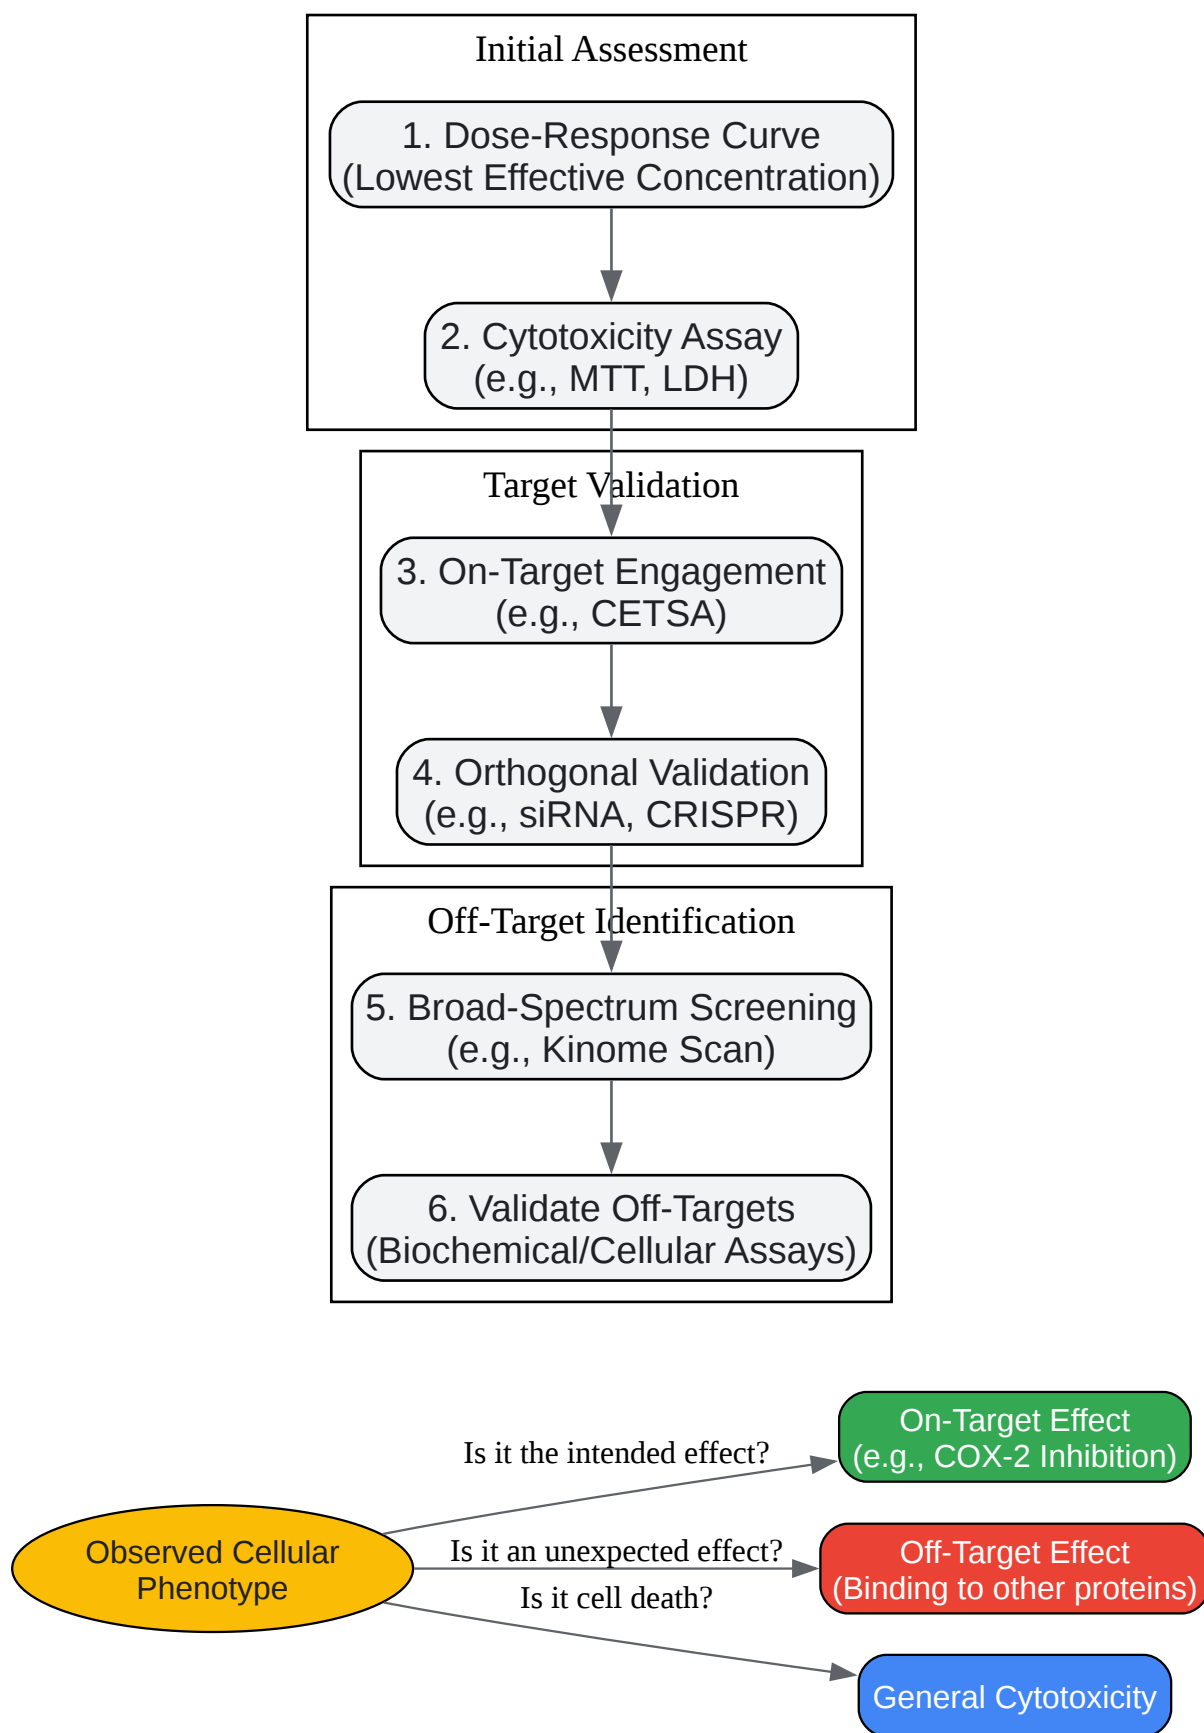 Initial Assessment
1. Dose-Response Curve
(Lowest Effective Concentration)
2. Cytotoxicity Assay
(e.g., MTT, LDH)
Target Validation
3. On-Target Engagement
(e.g., CETSA)
4. Orthogonal Validation
(e.g., siRNA, CRISPR)
Off-Target Identification
5. Broad-Spectrum Screening
(e.g., Kinome Scan)
6. Validate Off-Targets
(Biochemical/Cellular Assays)
Observed Cellular
Phenotype
Is it the intended effect?
On-Target Effect
(e.g., COX-2 Inhibition)
Is it an unexpected effect?
Off-Target Effect
(Binding to other proteins)
Is it cell death?
General Cytotoxicity